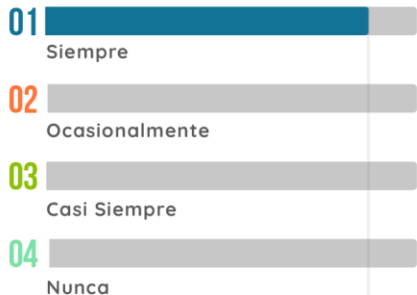 01
Siempre
02
Ocasionalmente
03
Casi Siempre
04
Nunca